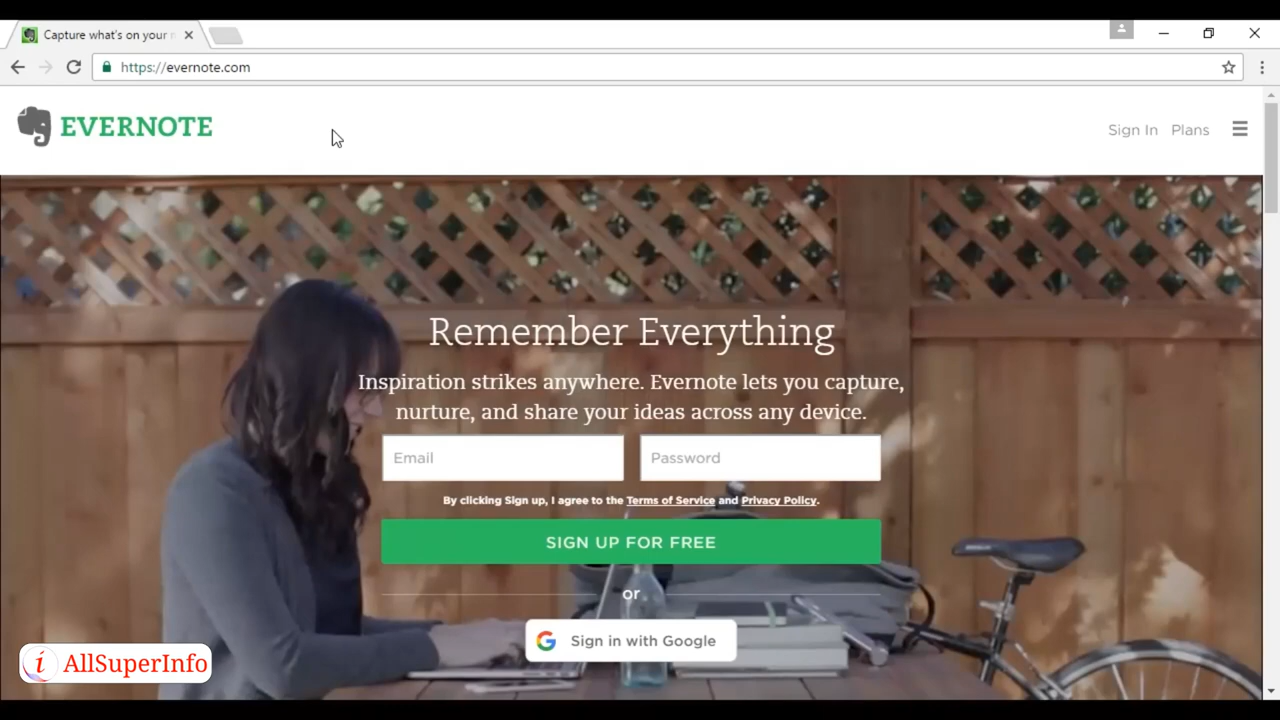 Capture what's on your n
https://evernote.com
EVERNOTE
Sign In Plans
Remember Everything
Inspiration strikes anywhere. Evernote lets you capture,
nurture, and share your ideas across any device.
Email Password
By clicking Sign up, I agree to the Terms of Service and Privacy Policy.
SIGN UP FOR FREE
or
Sign in with Google
i AllSuperInfo